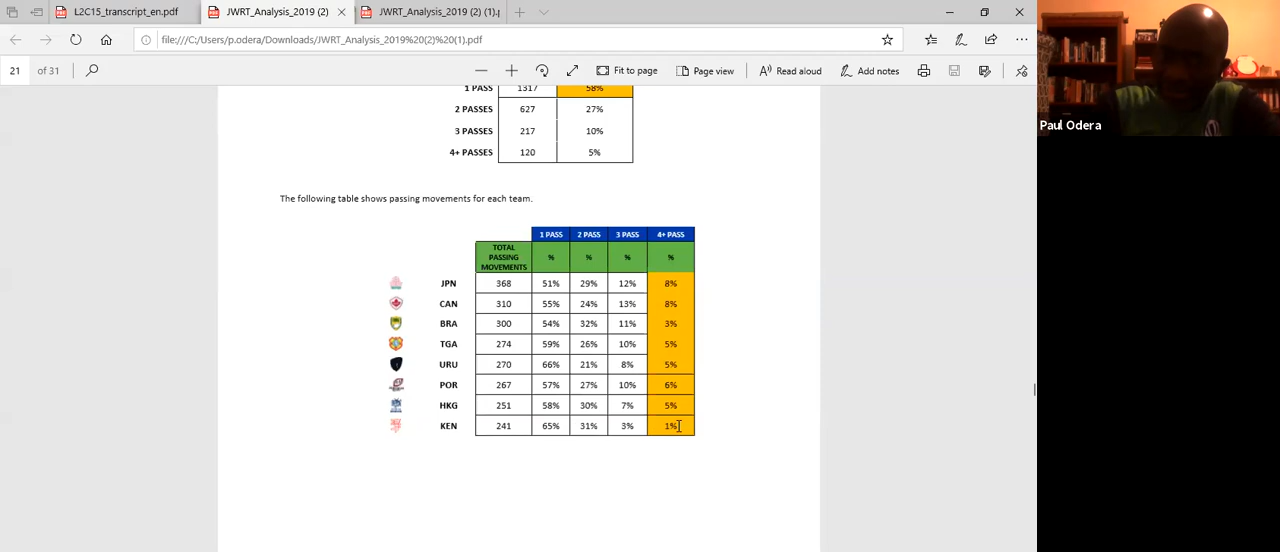 L2C15_transcript_en.pdf
JWRT_Analysis_2019 (2)
JWRT_Analysis_2019 (2) (1).p
file:///C:/Users/p.odera/Downloads/JWRT_Analysis_2019%20(2)%20(1).pdf
21 of 31
Fit to page
Page view
Read aloud
Add notes
Paul Odera
1 PASS 1317 58%
2 PASSES 627 27%
3 PASSES 217 10%
4+ PASSES 120 5%
The following table shows passing movements for each team.
1 PASS 2 PASS 3 PASS 4+ PASS
TOTAL
PASSING
MOVEMENTS
% % % %
JPN 368 51% 29% 12% 8%
CAN 310 55% 24% 13% 8%
BRA 300 54% 32% 11% 3%
TGA 274 59% 26% 10% 5%
URU 270 66% 21% 8% 5%
POR 267 57% 27% 10% 6%
HKG 251 58% 30% 7% 5%
KEN 241 65% 31% 3% 1%